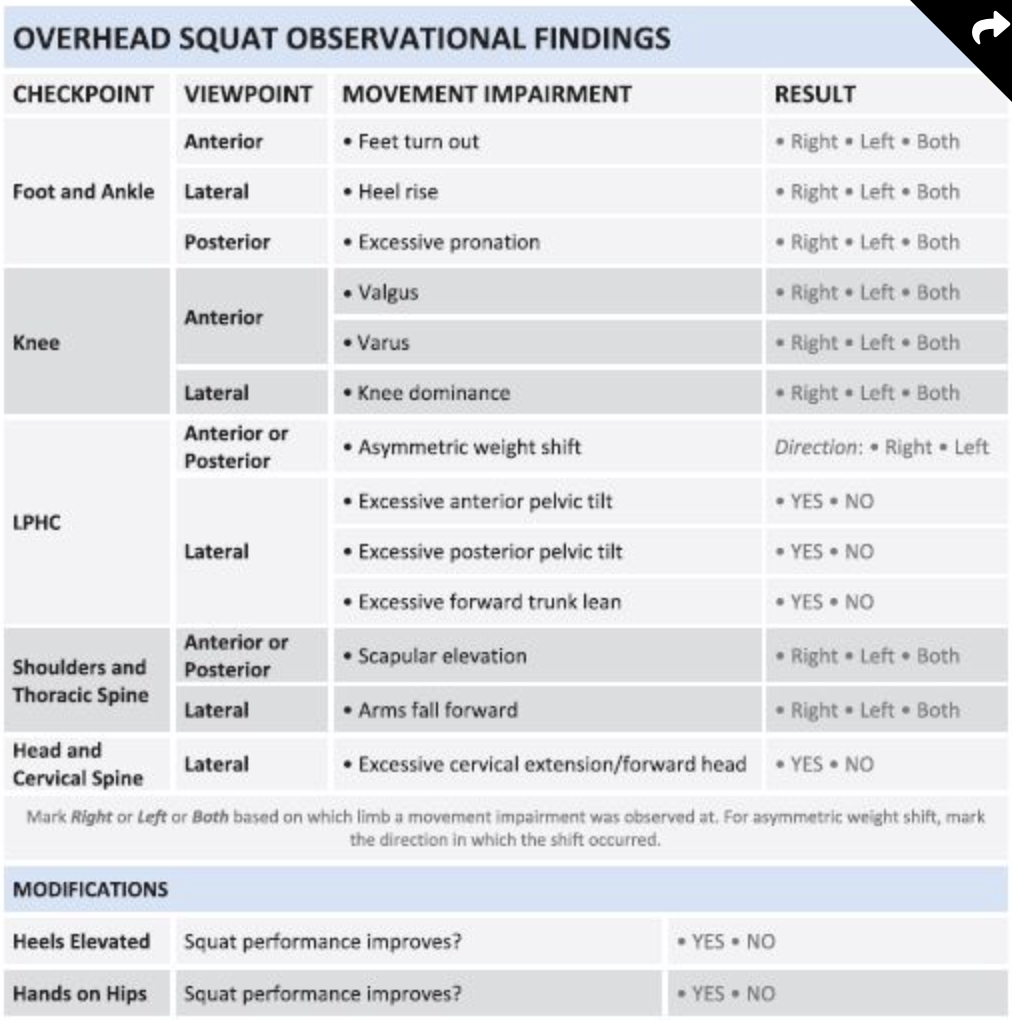 OVERHEAD SQUAT OBSERVATIONAL FINDINGS
CHECKPOINT VIEWPOINT MOVEMENT IMPAIRMENT RESULT
Foot and Ankle
Anterior • Feet turn out • Right • Left • Both
Lateral • Heel rise • Right • Left • Both
Posterior • Excessive pronation • Right • Left • Both
Knee
Anterior
• Valgus • Right • Left • Both
• Varus • Right • Left • Both
Lateral • Knee dominance • Right • Left • Both
LPHC
Anterior or
Posterior
• Asymmetric weight shift Direction: • Right • Left
Lateral
• Excessive anterior pelvic tilt • YES • NO
• Excessive posterior pelvic tilt • YES • NO
• Excessive forward trunk lean • YES • NO
Shoulders and
Thoracic Spine
Anterior or
Posterior
• Scapular elevation • Right • Left • Both
Lateral • Arms fall forward • Right • Left • Both
Head and
Cervical Spine
Lateral • Excessive cervical extension/forward head • YES • NO
Mark Right or Left or Both based on which limb a movement impairment was observed at. For asymmetric weight shift, mark
the direction in which the shift occurred.
MODIFICATIONS
Heels Elevated Squat performance improves? • YES • NO
Hands on Hips Squat performance improves? • YES • NO